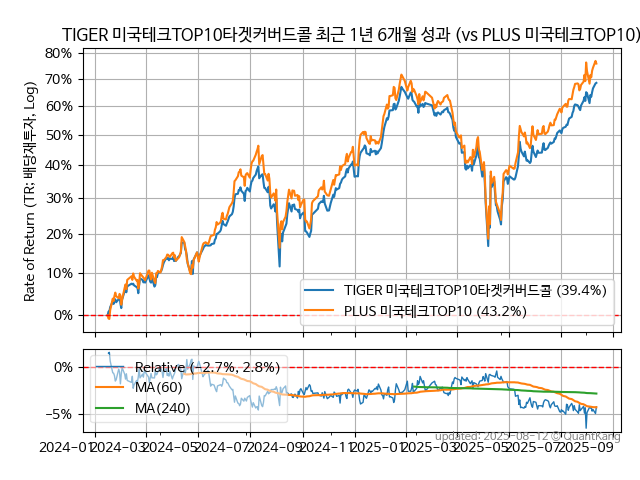 TIGER 미국테크TOP10타겟커버드콜 최근 1년 6개월 성과 (vs PLUS 미국테크TOP10)
80%
70%
60%
50%
40%
30%
20%
10%
0%
Rate of Return (TR: 배당재투자, Log)
TIGER 미국테크TOP10타겟커버드콜 (39.4%)
PLUS 미국테크TOP10 (43.2%)
0%
−5%
Relative (−2.7%, 2.8%)
MA(60)
MA(240)
updated: 2025-08-12 © QuantKang
2024-01
2024-03
2024-05
2024-07
2024-09
2024-11
2025-01
2025-03
2025-05
2025-07
2025-09